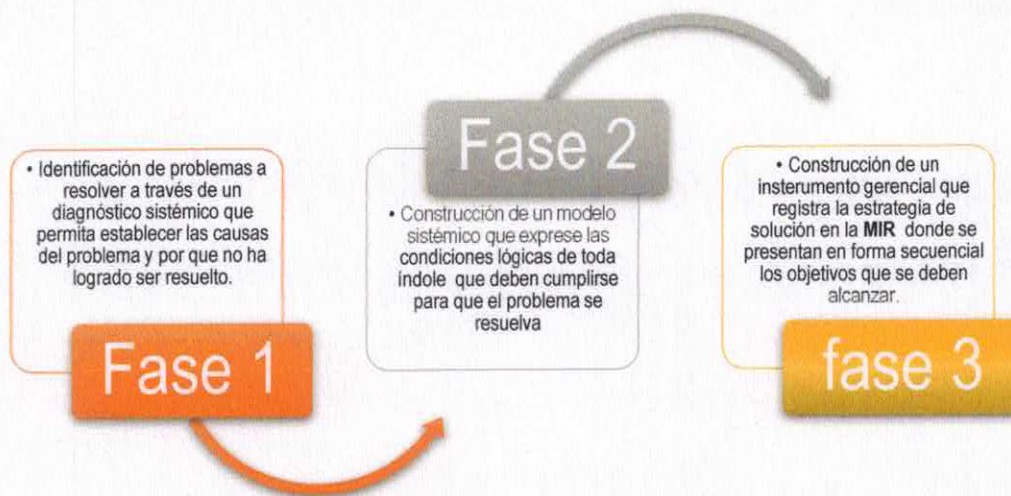 • Identificación de problemas a
resolver a través de un
diagnóstico sistémico que
permita establecer las causas
del problema y por que no ha
logrado ser resuelto.
Fase 1
Fase 2
• Construcción de un modelo
sistémico que exprese las
condiciones lógicas de toda
índole que deben cumplirse
para que el problema se
resuelva
• Construcción de un
insterumento gerencial que
registra la estrategia de
solución en la MIR donde se
presentan en forma secuencial
los objetivos que se deben
alcanzar.
fase 3